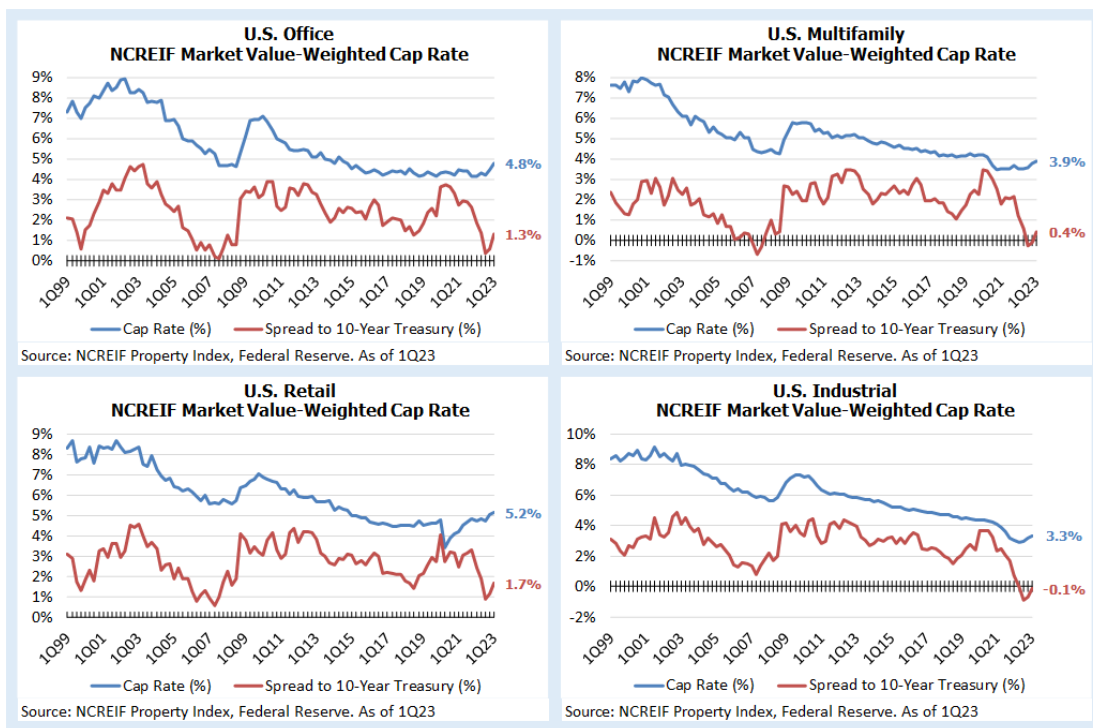 U.S. Office
NCREIF Market Value-Weighted Cap Rate
9%
8%
7%
6%
5%
4%
3%
2%
1%
0%
4.8%
1.3%
1Q99
1Q01
1Q03
1Q05
1Q07
1Q09
1Q11
1Q13
1Q15
1Q17
1Q19
1Q21
1Q23
Cap Rate (%) Spread to 10-Year Treasury (%)
Source: NCREIF Property Index, Federal Reserve. As of 1Q23
U.S. Multifamily
NCREIF Market Value-Weighted Cap Rate
8%
7%
6%
5%
4%
3%
2%
1%
0%
-1%
3.9%
0.4%
1Q99
1Q01
1Q03
1Q05
1Q07
1Q09
1Q11
1Q13
1Q15
1Q17
1Q19
1Q21
1Q23
Cap Rate (%) Spread to 10-Year Treasury (%)
Source: NCREIF Property Index, Federal Reserve. As of 1Q23
U.S. Retail
NCREIF Market Value-Weighted Cap Rate
9%
8%
7%
6%
5%
4%
3%
2%
1%
0%
5.2%
1.7%
1Q99
1Q01
1Q03
1Q05
1Q07
1Q09
1Q11
1Q13
1Q15
1Q17
1Q19
1Q21
1Q23
Cap Rate (%) Spread to 10-Year Treasury (%)
Source: NCREIF Property Index, Federal Reserve. As of 1Q23
U.S. Industrial
NCREIF Market Value-Weighted Cap Rate
10%
8%
6%
4%
2%
0%
-2%
3.3%
-0.1%
1Q99
1Q01
1Q03
1Q05
1Q07
1Q09
1Q11
1Q13
1Q15
1Q17
1Q19
1Q21
1Q23
Cap Rate (%) Spread to 10-Year Treasury (%)
Source: NCREIF Property Index, Federal Reserve. As of 1Q23